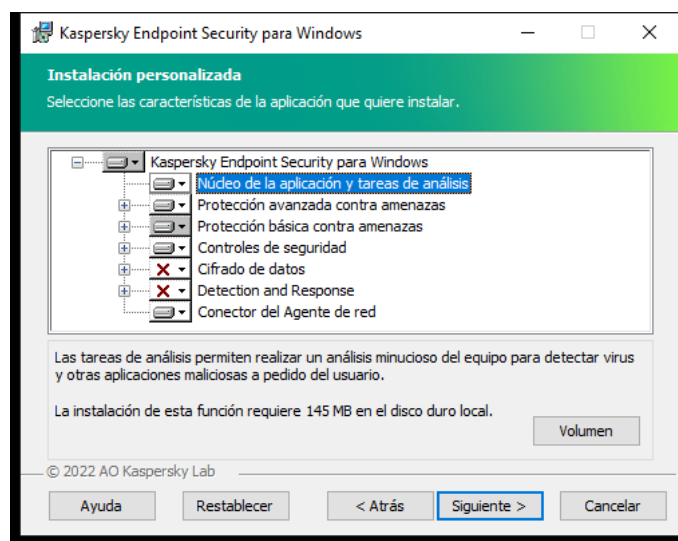 Kaspersky Endpoint Security para Windows
Instalación personalizada
Seleccione las características de la aplicación que quiere instalar.
Kaspersky Endpoint Security para Windows
Núcleo de la aplicación y tareas de análisis
Protección avanzada contra amenazas
Protección básica contra amenazas
Controles de seguridad
Cifrado de datos
Detection and Response
Conector del Agente de red
Las tareas de análisis permiten realizar un análisis minucioso del equipo para detectar virus
y otras aplicaciones maliciosas a pedido del usuario.
La instalación de esta función requiere 145 MB en el disco duro local.
Volumen
© 2022 AO Kaspersky Lab
Ayuda
Restablecer
< Atrás
Siguiente >
Cancelar